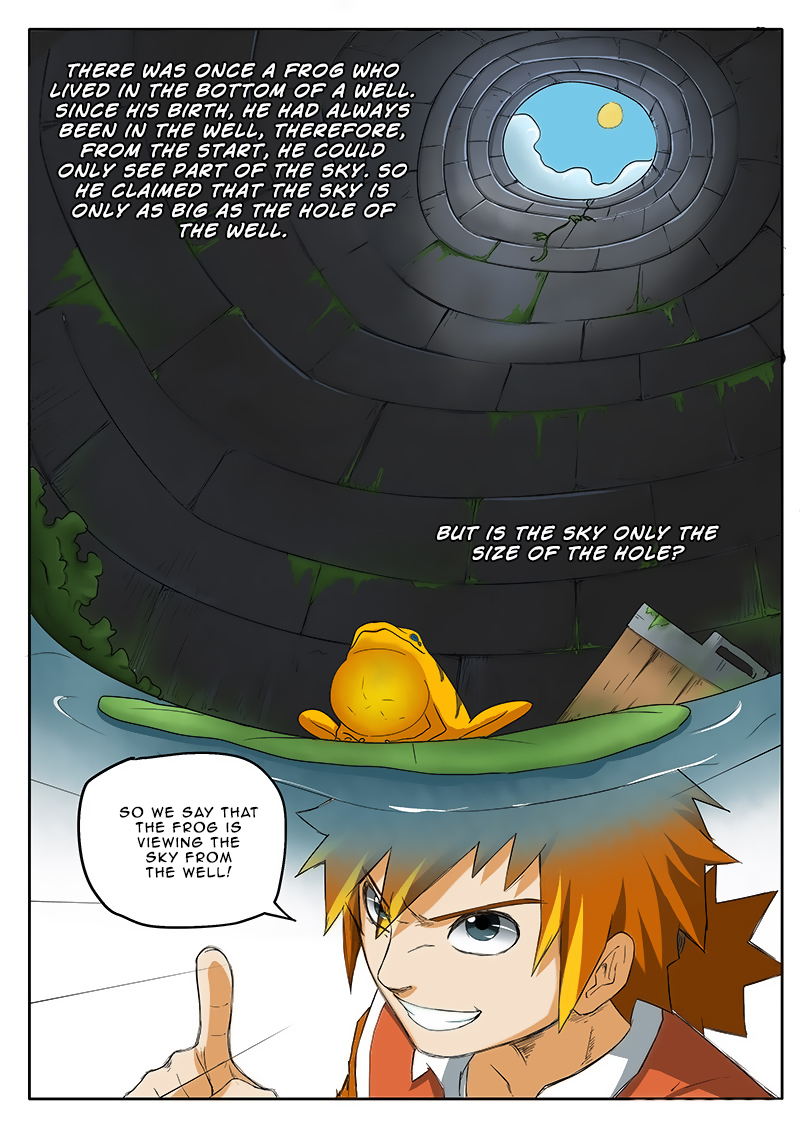 THERE WAS ONCE A FROG WHO
LIVED IN THE BOTTOM OF A WELL.
SINCE HIS BIRTH, HE HAD ALWAYS
BEEN IN THE WELL, THEREFORE,
FROM THE START, HE COULD
ONLY SEE PART OF THE SKY. SO
HE CLAIMED THAT THE SKY IS
ONLY AS BIG AS THE HOLE OF
THE WELL.
BUT IS THE SKY ONLY THE
SIZE OF THE HOLE?
SO WE SAY THAT
THE FROG IS
VIEWING THE
SKY FROM
THE WELL!